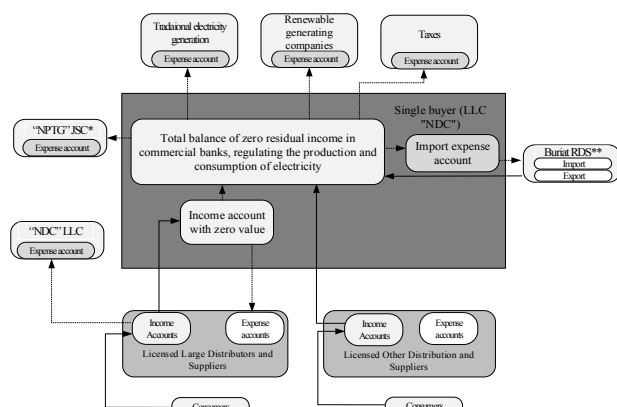 Tradaional electricity
generation
Expense account
Renewable
generating
companies
Expense account
Taxes
Expense account
Single buyer (LLC
"NDC")
"NPTG" JSC*
Expense account
Total balance of zero residual income in
commercial banks, regulating the production and
consumption of electricity
Import expense
account
Buriat RDS**
Import
Export
Income account
with zero value
"NDC" LLC
Expense account
Income
Accounts
Expense
accounts
Licensed Large Distributors and
Suppliers
Income
Accounts
Expense
accounts
Licensed Other Distribution and
Suppliers
Consumers
Consumers